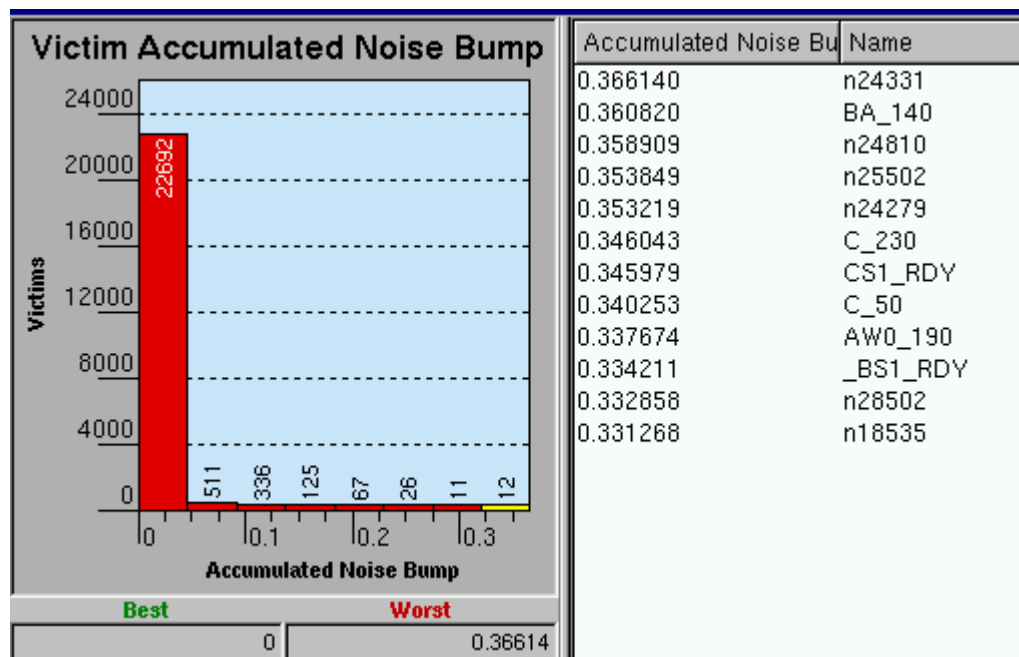 Victim Accumulated Noise Bump
24000
20000
16000
12000
8000
4000
0
Victims
22692
511
336
125
67
26
11
12
0
0.1
0.2
0.3
Accumulated Noise Bump
Best
Worst
0
0.36614
Accumulated Noise Bu Name
0.366140 n24331
0.360820 BA_140
0.358909 n24810
0.353849 n25502
0.353219 n24279
0.346043 C_230
0.345979 CS1_RDY
0.340253 C_50
0.337674 AW0_190
0.334211 _BS1_RDY
0.332858 n28502
0.331268 n18535